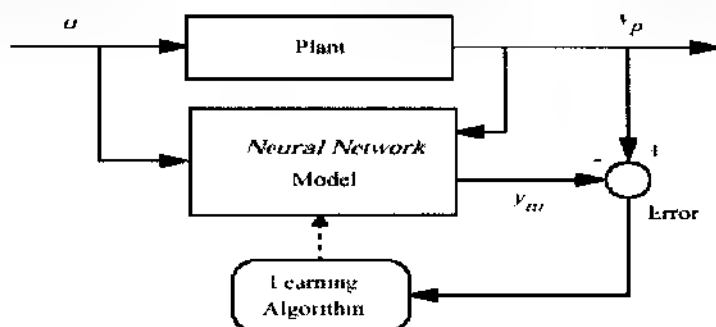 u
y_p
Plant
Neural Network
Model
-
+
y_m
Error
Learning
Algorithm